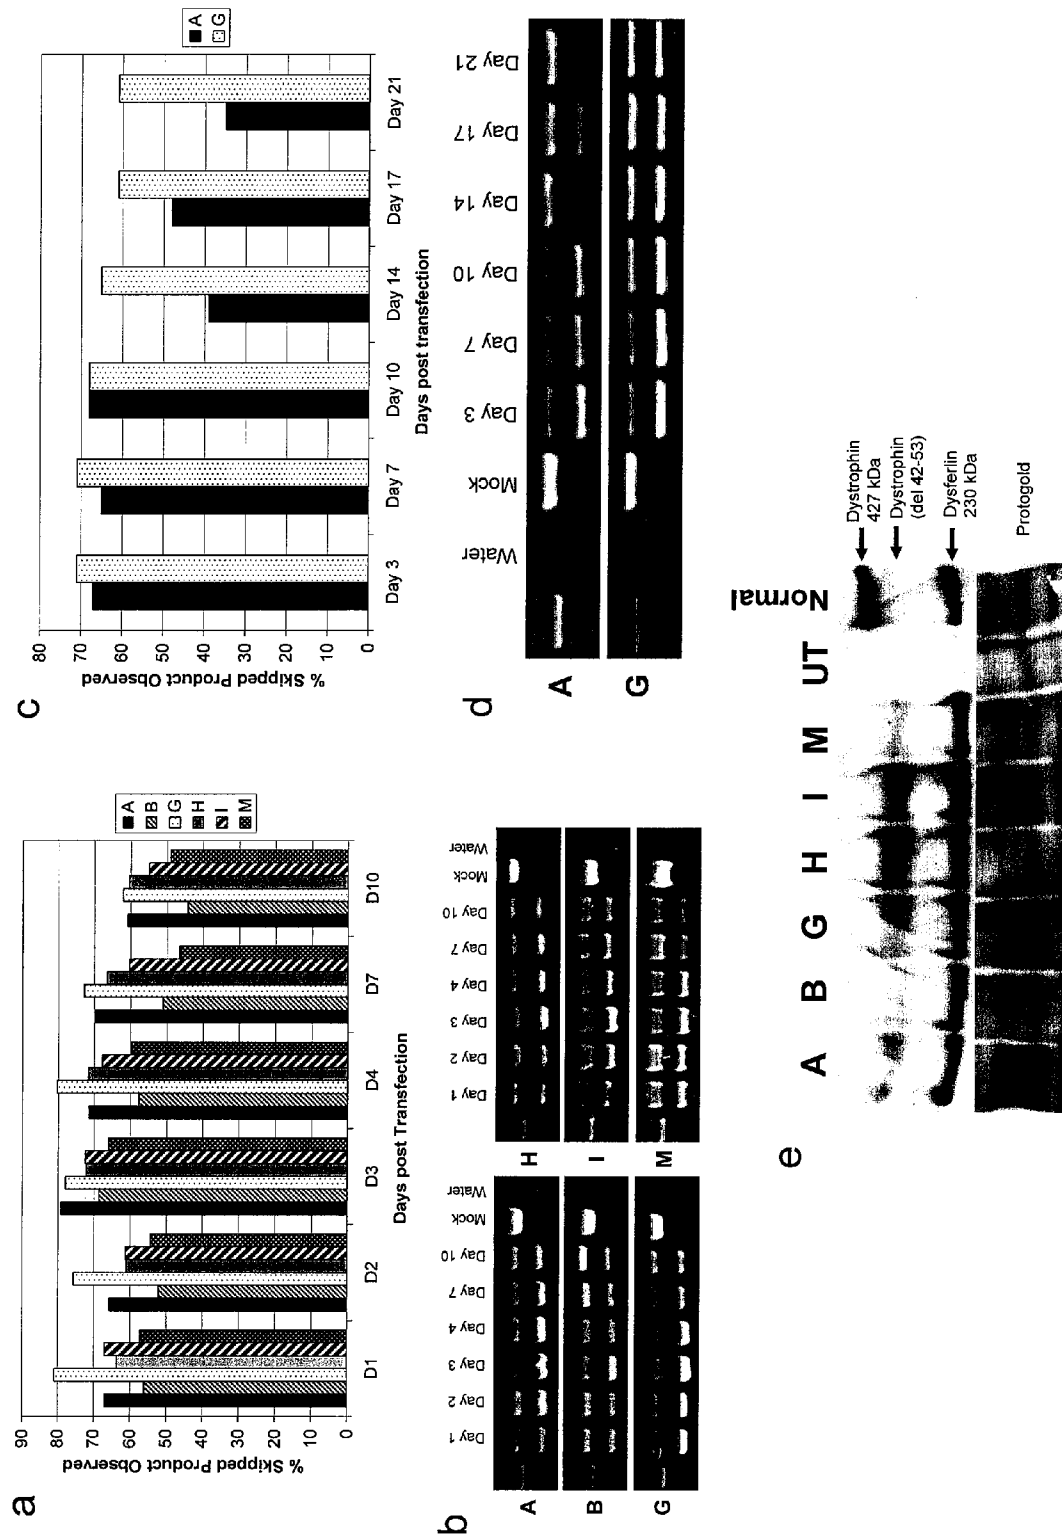 a
% Skipped Product Observed
90
80
70
60
50
40
30
20
10
0
D1 D2 D3 D4 D7 D10
Days post Transfection
A
B
G
H
I
M
b
Day 1 Day 2 Day 3 Day 4 Day 7 Day 10 Mock Water
A
B
G
Day 1 Day 2 Day 3 Day 4 Day 7 Day 10 Mock Water
H
I
M
c
% Skipped Product Observed
80
70
60
50
40
30
20
10
0
Day 3 Day 7 Day 10 Day 14 Day 17 Day 21
Days post transfection
A
G
d
Water Mock Day 3 Day 7 Day 10 Day 14 Day 17 Day 21
A
G
e
A B G H I M UT Normal
Dystrophin
427 kDa
Dystrophin
(del 42-53)
Dysferlin
230 kDa
Protogold